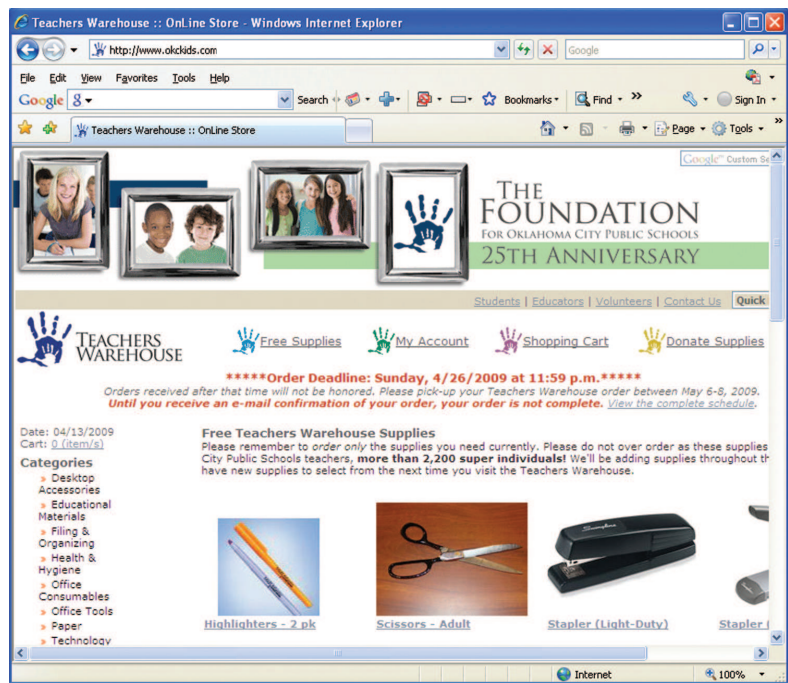 Teachers Warehouse :: OnLine Store - Windows Internet Explorer
http://www.okckids.com
Google
File Edit View Favorites Tools Help
Google Search Bookmarks Find Sign In
Teachers Warehouse :: OnLine Store Page Tools
Google™ Custom Se
THE
FOUNDATION
FOR OKLAHOMA CITY PUBLIC SCHOOLS
25TH ANNIVERSARY
Students | Educators | Volunteers | Contact Us Quick
TEACHERS
WAREHOUSE
Free Supplies My Account Shopping Cart Donate Supplies
*****Order Deadline: Sunday, 4/26/2009 at 11:59 p.m.*****
Orders received after that time will not be honored. Please pick-up your Teachers Warehouse order between May 6-8, 2009.
Until you receive an e-mail confirmation of your order, your order is not complete. View the complete schedule.
Date: 04/13/2009
Cart: 0 (item/s)
Categories
» Desktop
Accessories
» Educational
Materials
» Filing &
Organizing
» Health &
Hygiene
» Office
Consumables
» Office Tools
» Paper
» Technology
Free Teachers Warehouse Supplies
Please remember to order only the supplies you need currently. Please do not over order as these supplies
City Public Schools teachers, more than 2,200 super individuals! We'll be adding supplies throughout th
have new supplies to select from the next time you visit the Teachers Warehouse.
Highlighters - 2 pk
Scissors - Adult
Stapler (Light-Duty)
Stapler (
Internet 100%